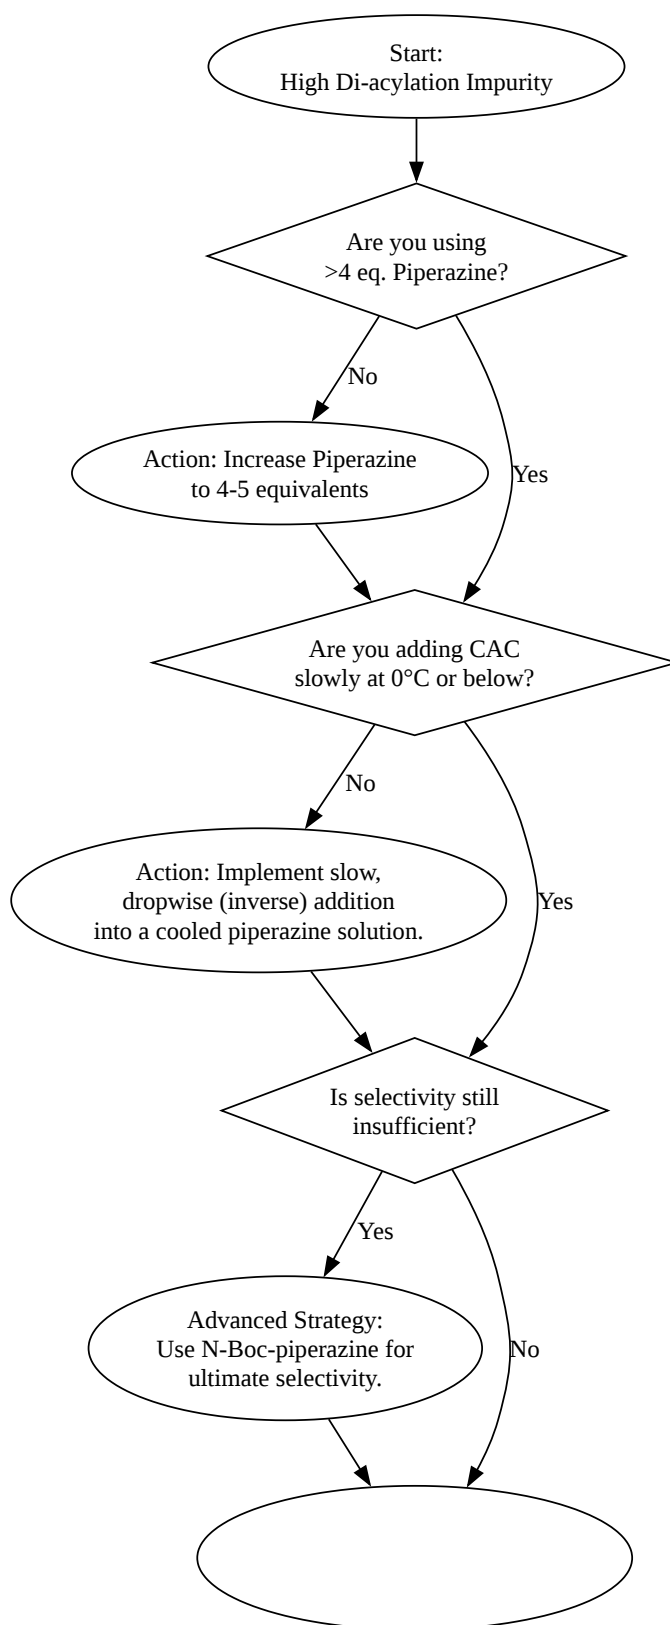 Start:
High Di-acylation Impurity
Are you using
>4 eq. Piperazine?
No
Action: Increase Piperazine
to 4-5 equivalents
Yes
Are you adding CAC
slowly at 0°C or below?
No
Action: Implement slow,
dropwise (inverse) addition
into a cooled piperazine solution.
Yes
Is selectivity still
insufficient?
Yes
Advanced Strategy:
Use N-Boc-piperazine for
ultimate selectivity.
No